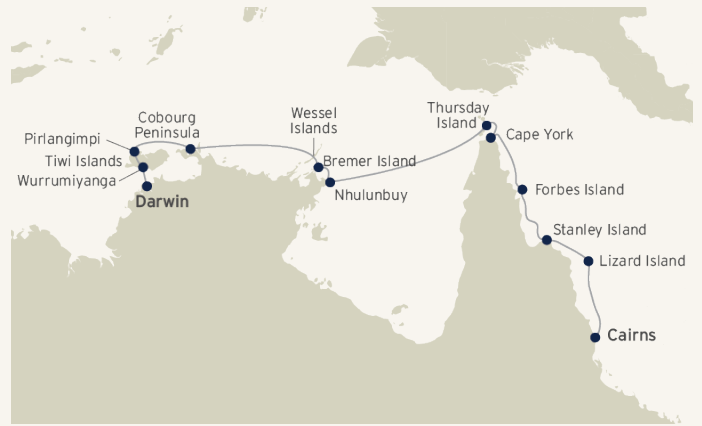 Thursday
Island
Cape York
Wessel
Islands
Cobourg
Peninsula
Pirlangimpi
Tiwi Islands
Bremer Island
Wurrumiyanga
Nhulunbuy
Forbes Island
Darwin
Stanley Island
Lizard Island
Cairns